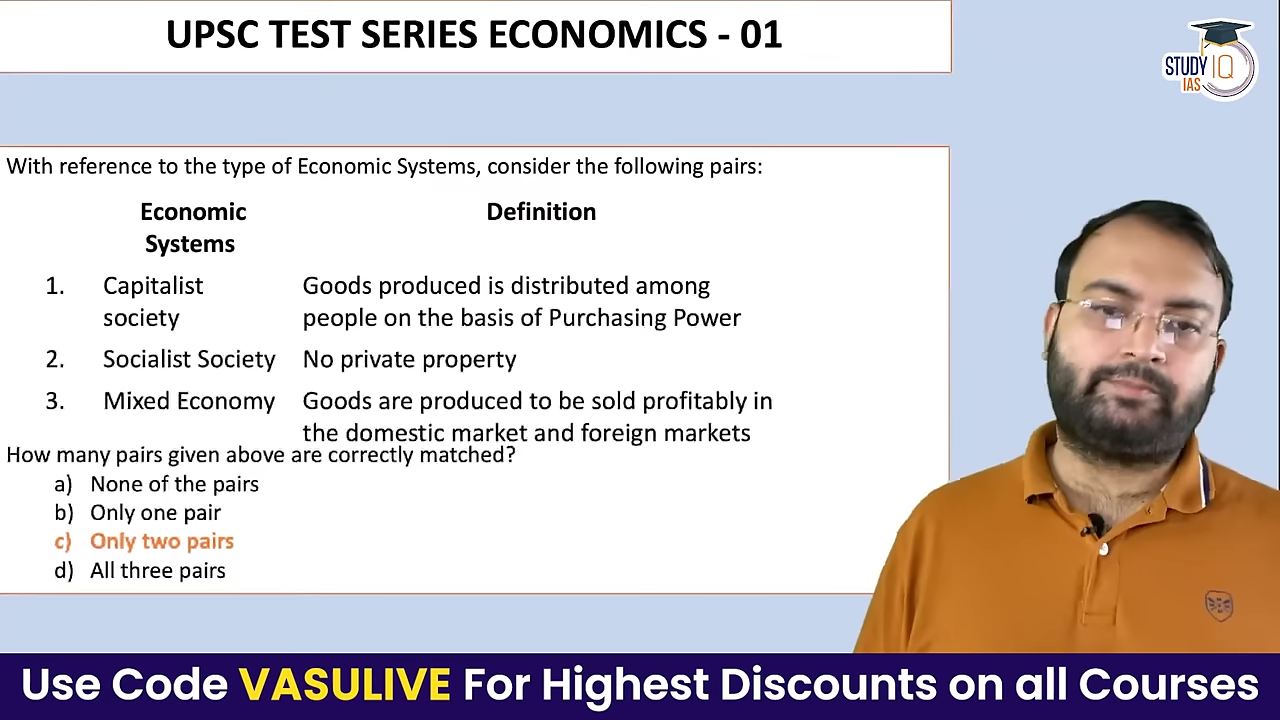 UPSC TEST SERIES ECONOMICS - 01
STUDY IQ
IAS
With reference to the type of Economic Systems, consider the following pairs:
Economic Definition
Systems
1. Capitalist Goods produced is distributed among
society people on the basis of Purchasing Power
2. Socialist Society No private property
3. Mixed Economy Goods are produced to be sold profitably in
the domestic market and foreign markets
How many pairs given above are correctly matched?
a) None of the pairs
b) Only one pair
c) Only two pairs
d) All three pairs
Use Code VASULIVE For Highest Discounts on all Courses